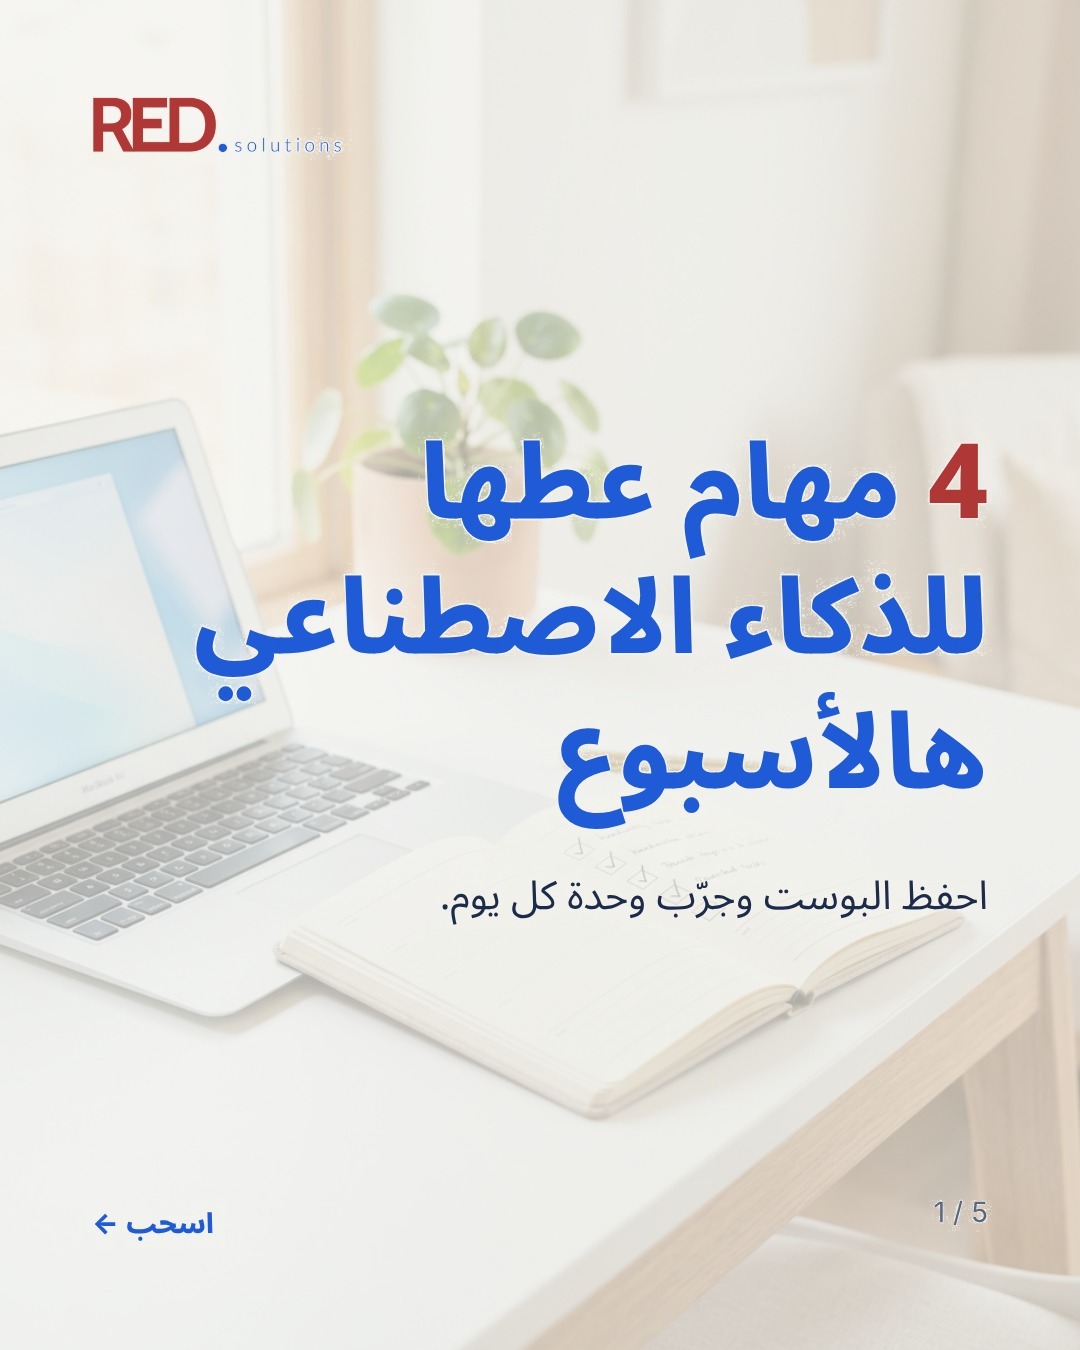 RED.solutions
4 مهام عطها
للذكاء الاصطناعي
هالأسبوع
احفظ البوست وجرّب وحدة كل يوم.
اسحب ←
1 / 5